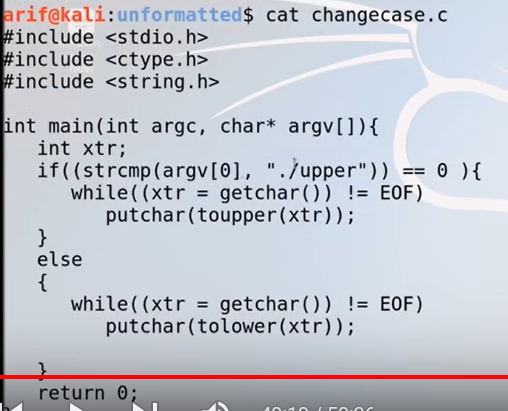 arif@kali:unformatted$ cat changecase.c
#include <stdio.h>
#include <ctype.h>
#include <string.h>

int main(int argc, char* argv[]){
   int xtr;
   if((strcmp(argv[0], "./upper")) == 0 ){
      while((xtr = getchar()) != EOF)
         putchar(toupper(xtr));
   }
   else
   {
      while((xtr = getchar()) != EOF)
         putchar(tolower(xtr));

   }
   return 0;